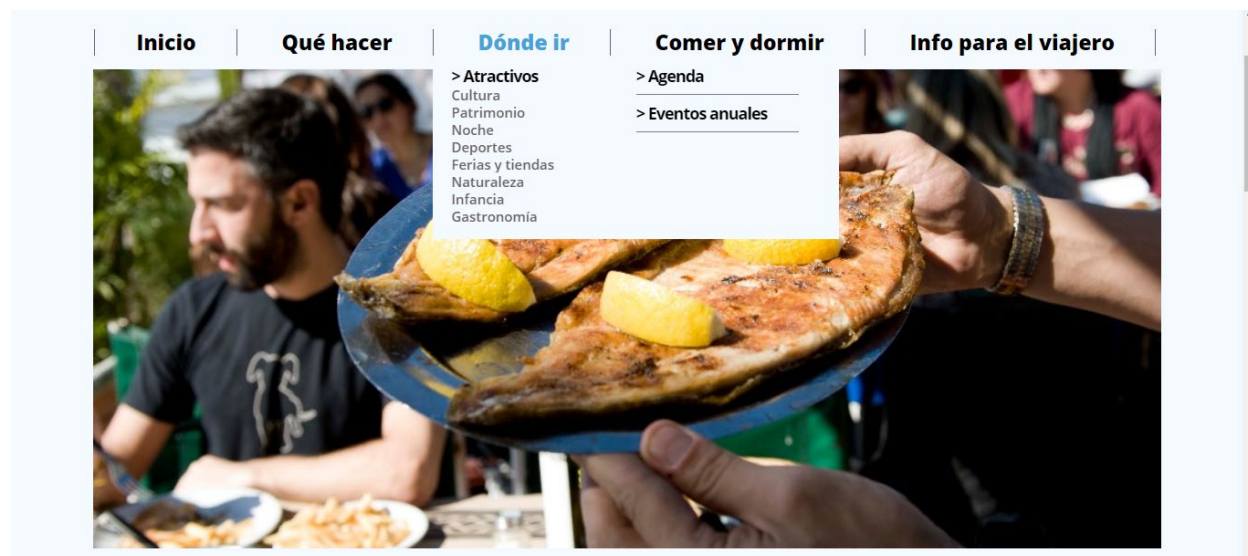 Inicio
Qué hacer
Dónde ir
Comer y dormir
Info para el viajero
> Atractivos
Cultura
Patrimonio
Noche
Deportes
Ferias y tiendas
Naturaleza
Infancia
Gastronomía
> Agenda
> Eventos anuales